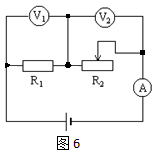 V₁ V₂
R₁ R₂ A
图6